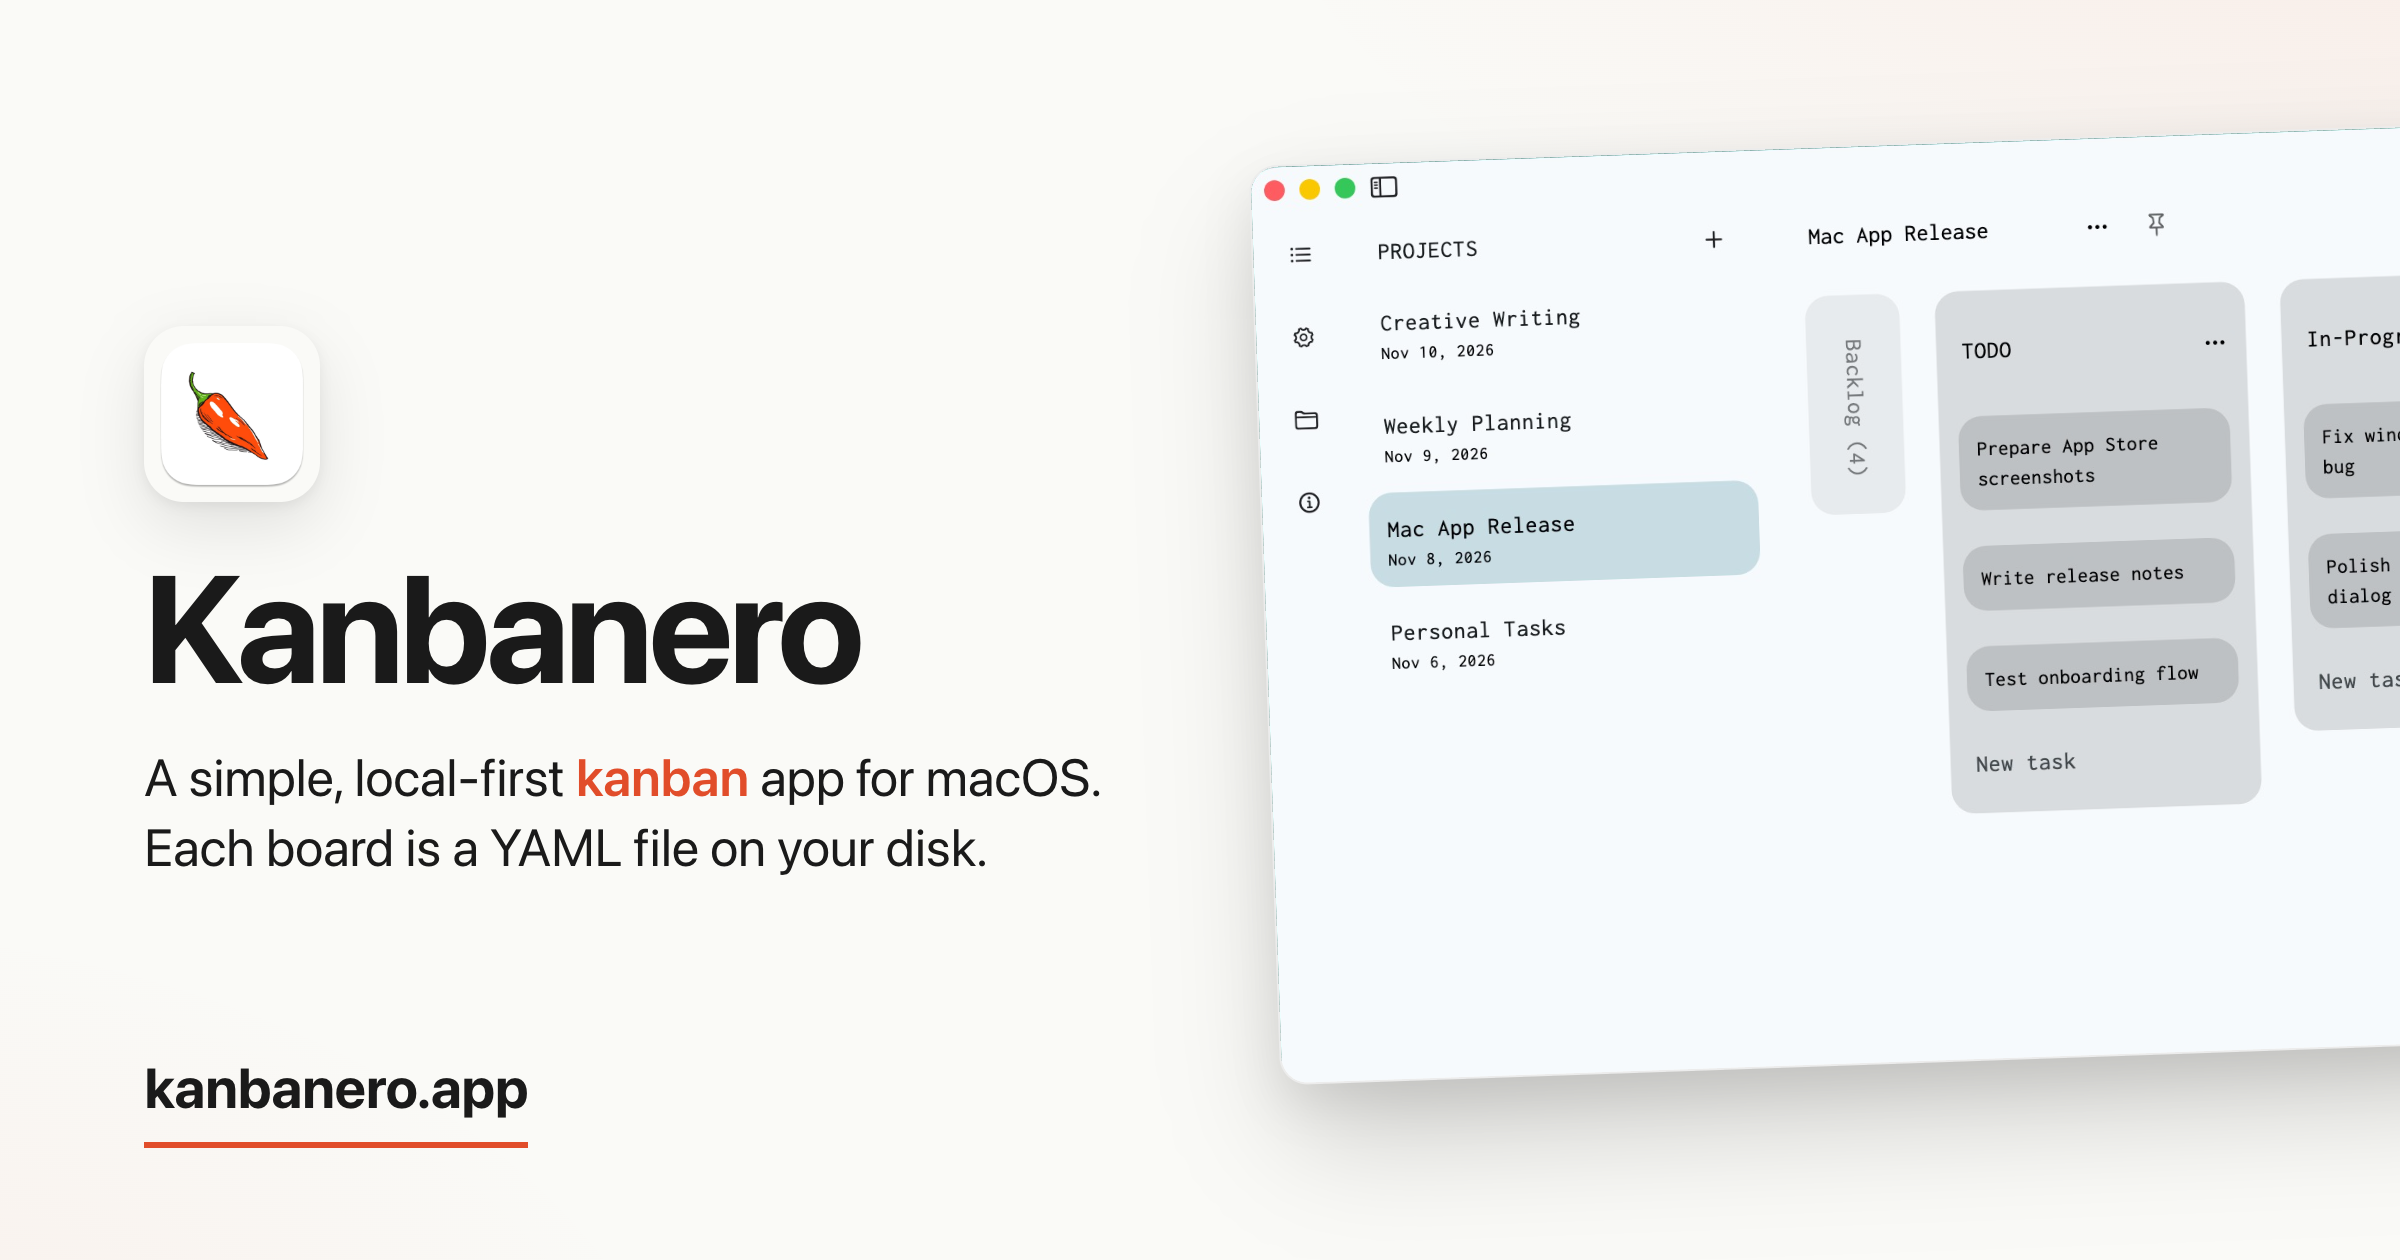 Kanbanero
A simple, local-first kanban app for macOS.
Each board is a YAML file on your disk.
kanbanero.app
PROJECTS
Creative Writing
Nov 10, 2026
Weekly Planning
Nov 9, 2026
Mac App Release
Nov 8, 2026
Personal Tasks
Nov 6, 2026
Mac App Release
Backlog (4)
TODO
Prepare App Store
screenshots
Write release notes
Test onboarding flow
New task
In-Progr
Fix
bug
Polish
dialog
New